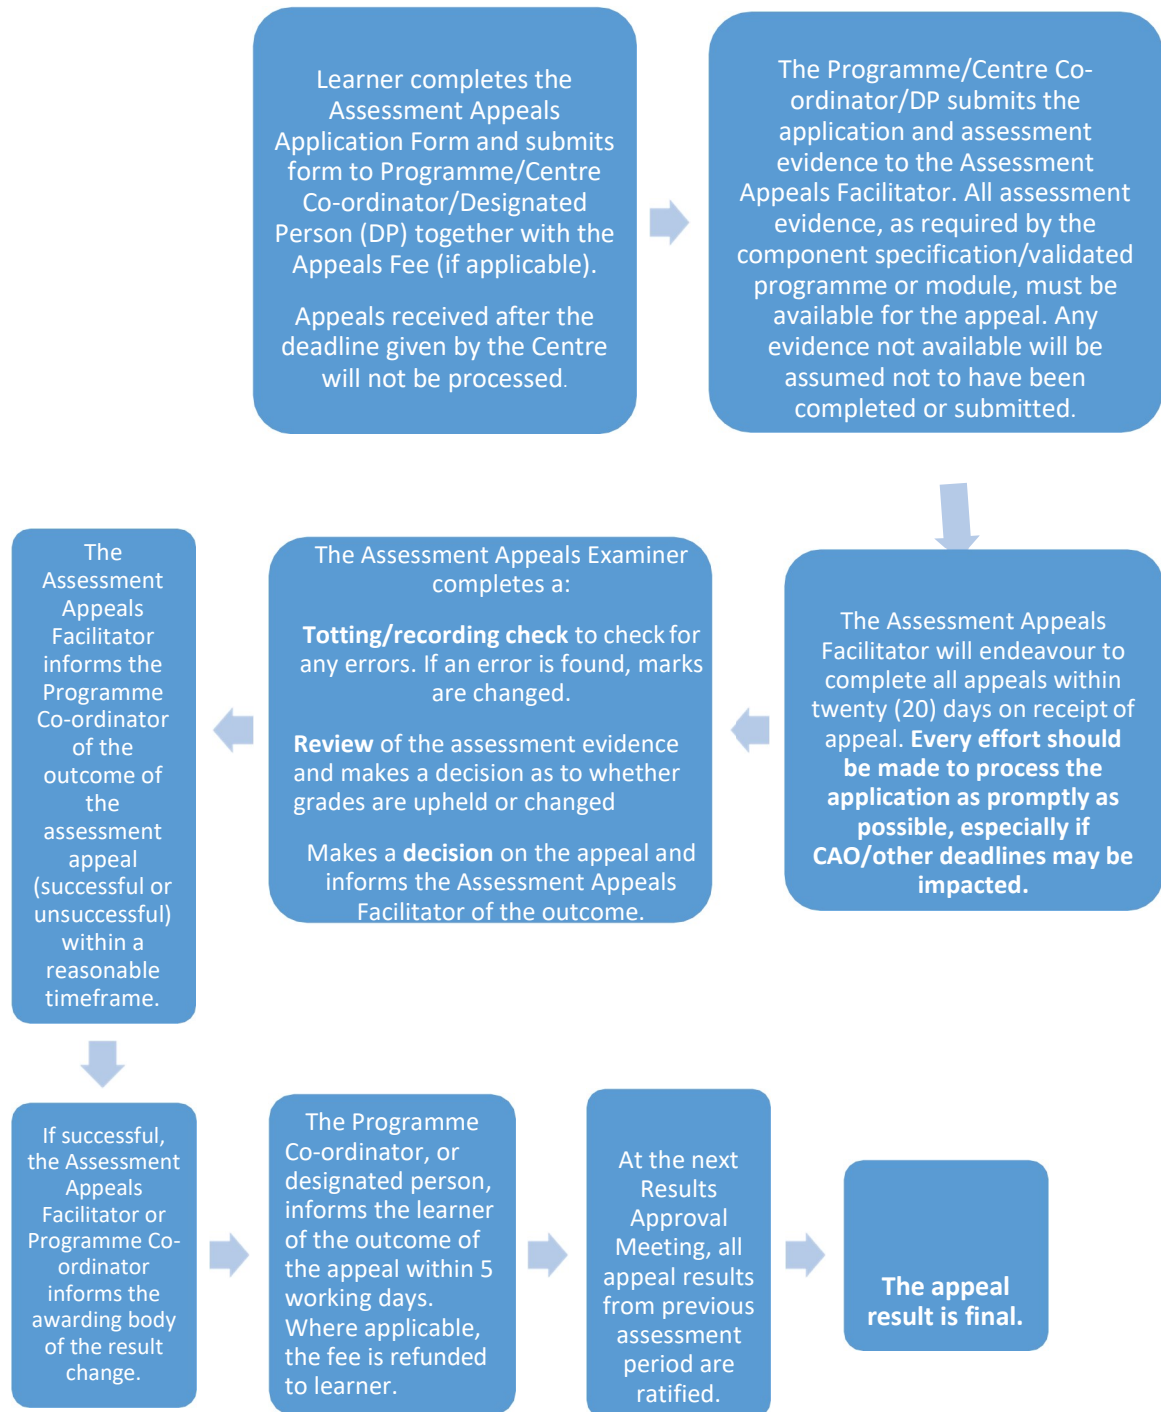 Learner completes the
Assessment Appeals
Application Form and submits
form to Programme/Centre
Co-ordinator/Designated
Person (DP) together with the
Appeals Fee (if applicable).
Appeals received after the
deadline given by the Centre
will not be processed.
The Programme/Centre Co-
ordinator/DP submits the
application and assessment
evidence to the Assessment
Appeals Facilitator. All assessment
evidence, as required by the
component specification/validated
programme or module, must be
available for the appeal. Any
evidence not available will be
assumed not to have been
completed or submitted.
The Assessment Appeals
Facilitator will endeavour to
complete all appeals within
twenty (20) days on receipt of
appeal. Every effort should
be made to process the
application as promptly as
possible, especially if
CAO/other deadlines may be
impacted.
The Assessment Appeals Examiner
completes a:
Totting/recording check to check for
any errors. If an error is found, marks
are changed.
Review of the assessment evidence
and makes a decision as to whether
grades are upheld or changed
Makes a decision on the appeal and
informs the Assessment Appeals
Facilitator of the outcome.
The
Assessment
Appeals
Facilitator
informs the
Programme
Co-ordinator
of the
outcome of
the
assessment
appeal
(successful or
unsuccessful)
within a
reasonable
timeframe.
If successful,
the Assessment
Appeals
Facilitator or
Programme Co-
ordinator
informs the
awarding body
of the result
change.
The Programme
Co-ordinator, or
designated person,
informs the learner
of the outcome of
the appeal within 5
working days.
Where applicable,
the fee is refunded
to learner.
At the next
Results
Approval
Meeting, all
appeal results
from previous
assessment
period are
ratified.
The appeal
result is final.